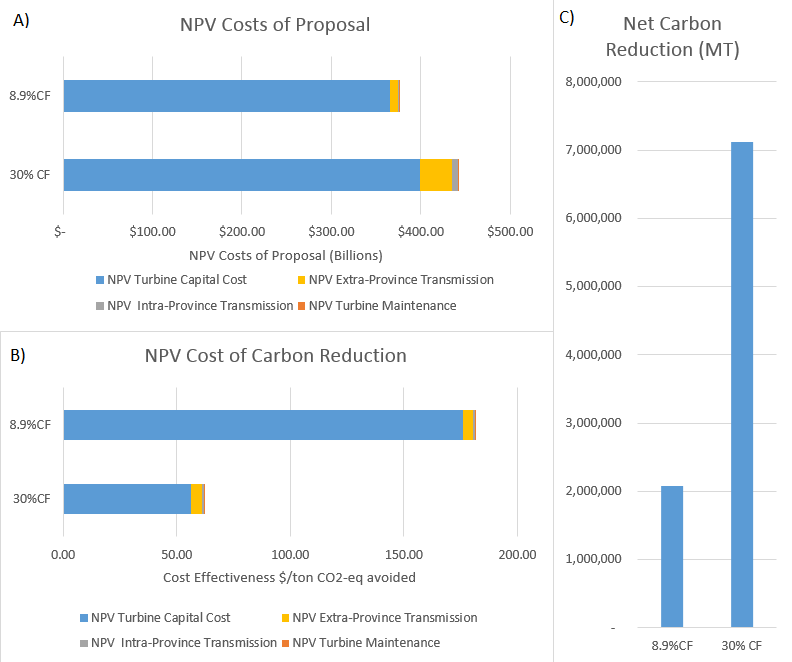 A)
NPV Costs of Proposal
8.9%CF
30% CF
$- $100.00 $200.00 $300.00 $400.00 $500.00
NPV Costs of Proposal (Billions)
NPV Turbine Capital Cost NPV Extra-Province Transmission
NPV Intra-Province Transmission NPV Turbine Maintenance
B)
NPV Cost of Carbon Reduction
8.9%CF
30%CF
0.00 50.00 100.00 150.00 200.00
Cost Effectiveness $/ton CO2-eq avoided
NPV Turbine Capital Cost NPV Extra-Province Transmission
NPV Intra-Province Transmission NPV Turbine Maintenance
C)
Net Carbon
Reduction (MT)
8,000,000
7,000,000
6,000,000
5,000,000
4,000,000
3,000,000
2,000,000
1,000,000
-
8.9%CF 30% CF